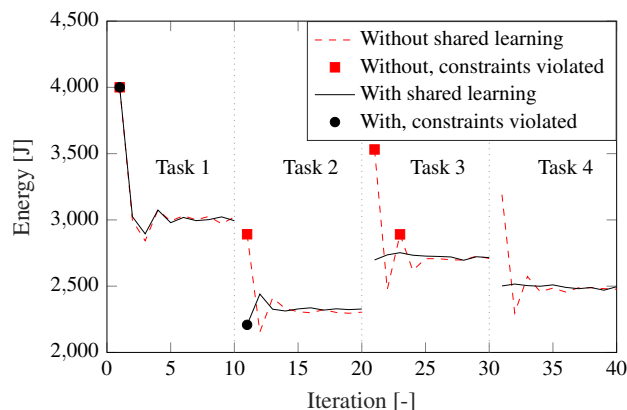 4,500
4,000
3,500
3,000
2,500
2,000
Energy [J]
Without shared learning
Without, constraints violated
With shared learning
With, constraints violated
Task 1
Task 2
Task 3
Task 4
0 5 10 15 20 25 30 35 40
Iteration [-]